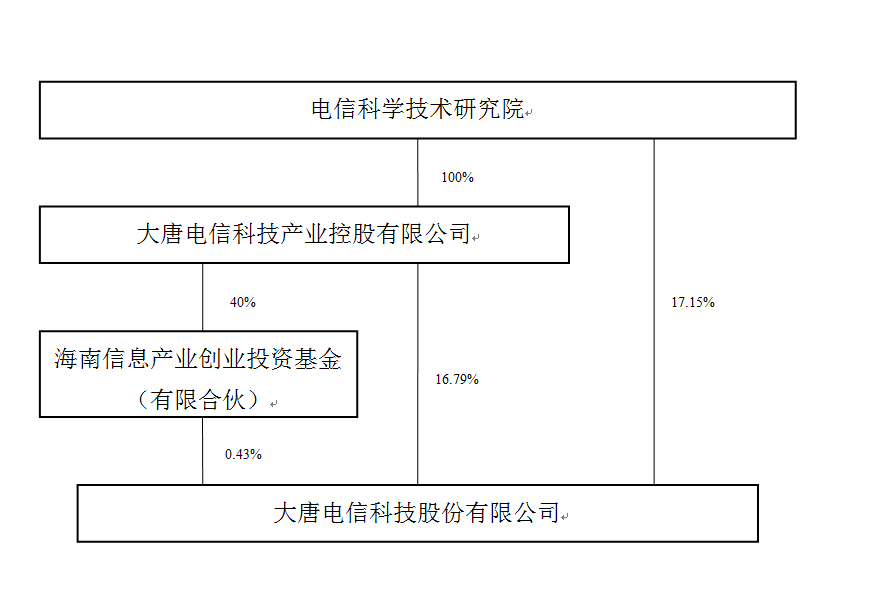 电信科学技术研究院
100%
大唐电信科技产业控股有限公司
40%
17.15%
海南信息产业创业投资基金
（有限合伙）
16.79%
0.43%
大唐电信科技股份有限公司